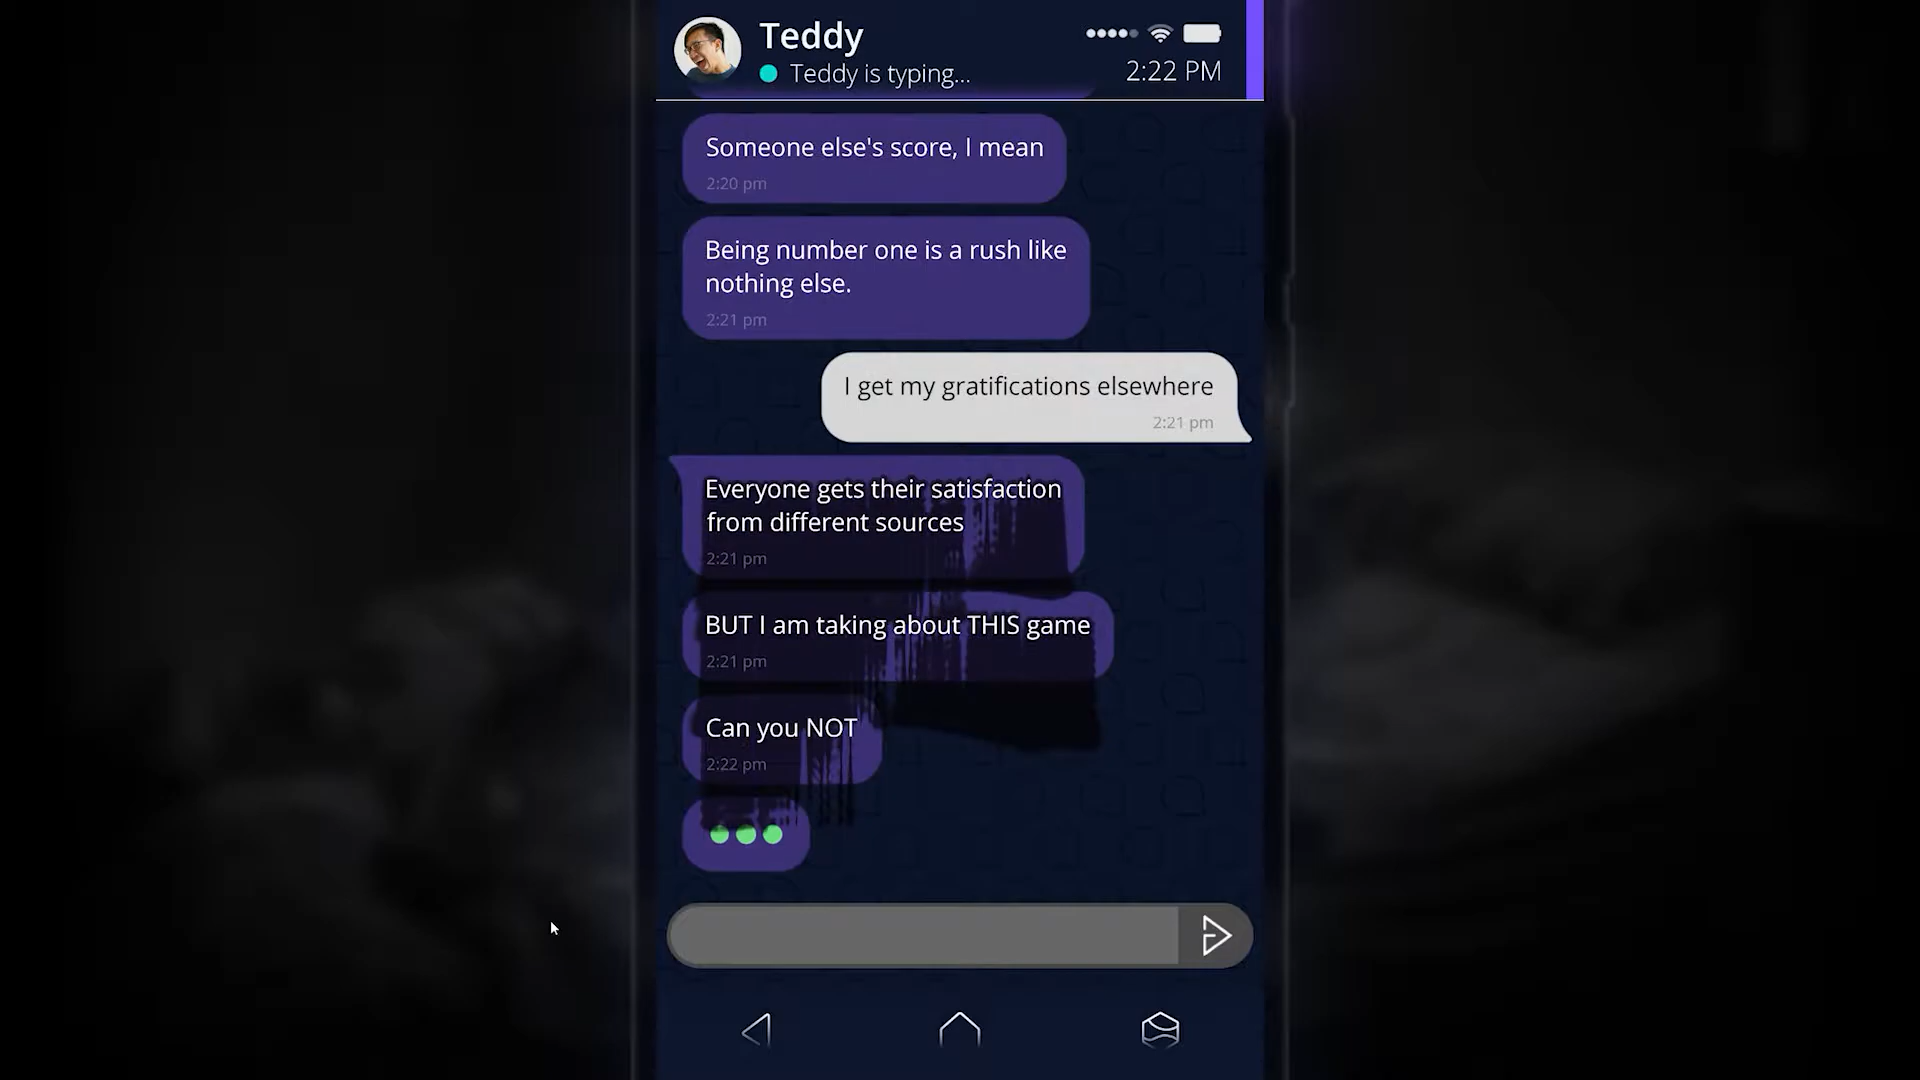 Teddy
Teddy is typing...
2:22 PM
Someone else's score, I mean
2:20 pm
Being number one is a rush like
nothing else.
2:21 pm
I get my gratifications elsewhere
2:21 pm
Everyone gets their satisfaction
from different sources
2:21 pm
BUT I am taking about THIS game
2:21 pm
Can you NOT
2:22 pm